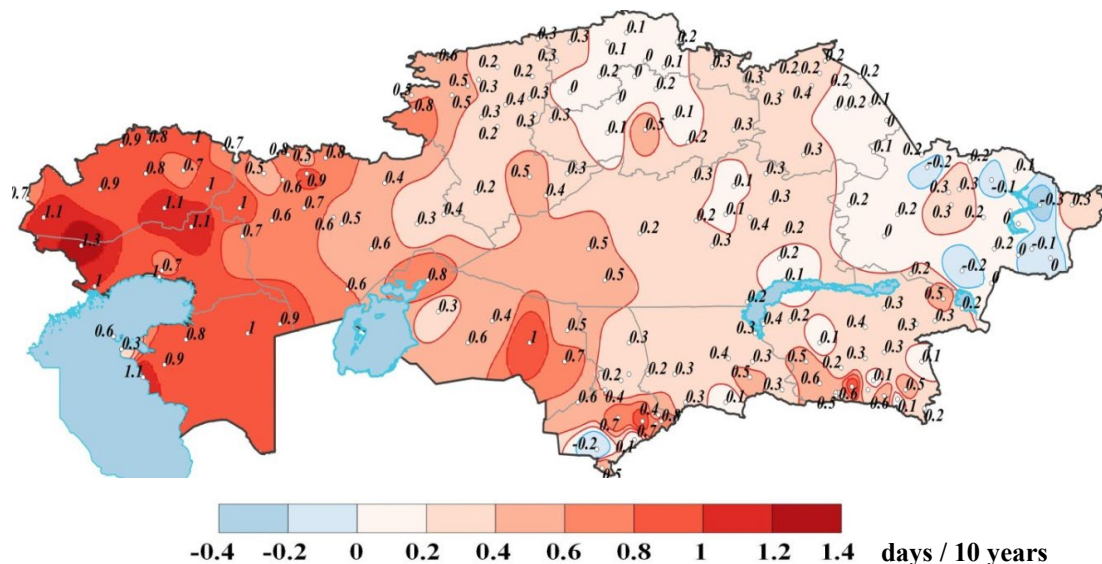 0.3 0.3 0.1 0.2
0.6 0.2 0.3 0.1 0 0.1 0.3 0.2
0.5 0.5 0.2 0.3 0 0 0.2 0.3 0.2 0.2 0.2
0.8 0.5 0.4 0.3 0 0 0.1 0.3 0.4 0 0.2 0.1
0.9 0.8 1 0.7 0.3 0.2 0.3 0.3 0.1 0.5 0.2 0.3 0
0.8 0.5 0.8 0.3 0.1 0.2
0.8 0.7 0.5 0.9 0.5 0.3 0.3 0.3 -0.2 0.2 0.1
0.7 0.9 0.6 0.4 0.2 0.4 0.1 0.2 0.3 0.3 -0.1
1.1 1.1 1 0.7 0.4 0.2 0.1 0.3 0.2 0.2 0.3 0.2 -0.3 0.3
1.1 0.6 0.5 0.3 0.2 0.4 0
1.3 0.7 0.6 0.5 0.3 0.2 0 0.2 0 -0.1
1 0.7 0.8 0.5 0.2 0.1 0.2 -0.2 0
1 0.6 0.3 0.2 0.5 0.2 0
0.6 0.8 1 0.9 0.4 0.5 0.3 0.4 0.2 0.3 0.3
0.3 0.6 1 0.3 0.4 0.1 0.3
0.9 0.7 0.4 0.3 0.5 0.2 0.3 0.1
1.1 0.2 0.2 0.3 0.5 0.3 0.6 0.1 0.5
0.6 0.4 0.1 0.5 0.6 0.6 0.1 0.2
0.7 0.4 0.8
-0.2 0.1 0.7
0.5
-0.4 -0.2 0 0.2 0.4 0.6 0.8 1 1.2 1.4 days / 10 years